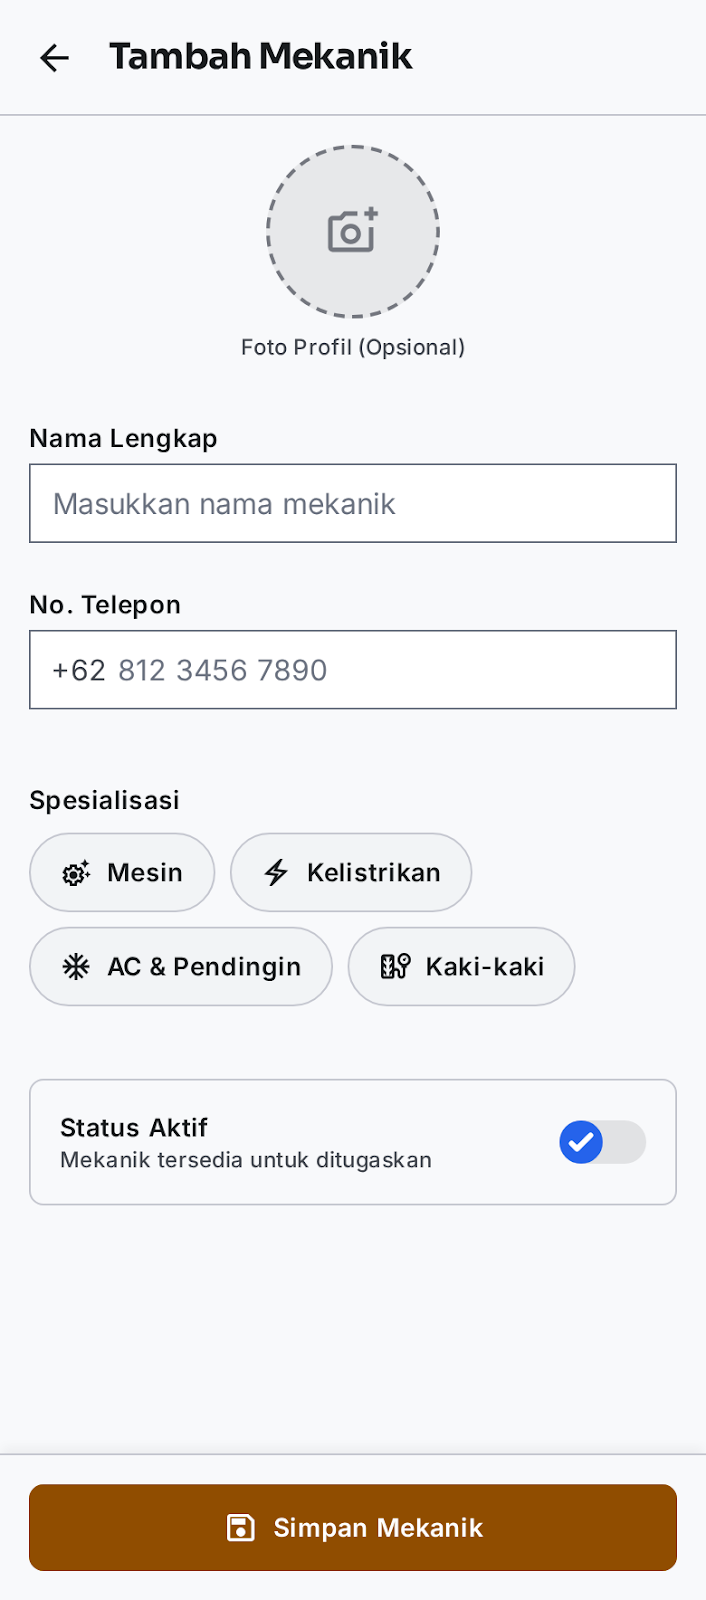 Tambah Mekanik
Foto Profil (Opsional)
Nama Lengkap
Masukkan nama mekanik
No. Telepon
+62 812 3456 7890
Spesialisasi
Mesin
Kelistrikan
AC & Pendingin
Kaki-kaki
Status Aktif
Mekanik tersedia untuk ditugaskan
Simpan Mekanik